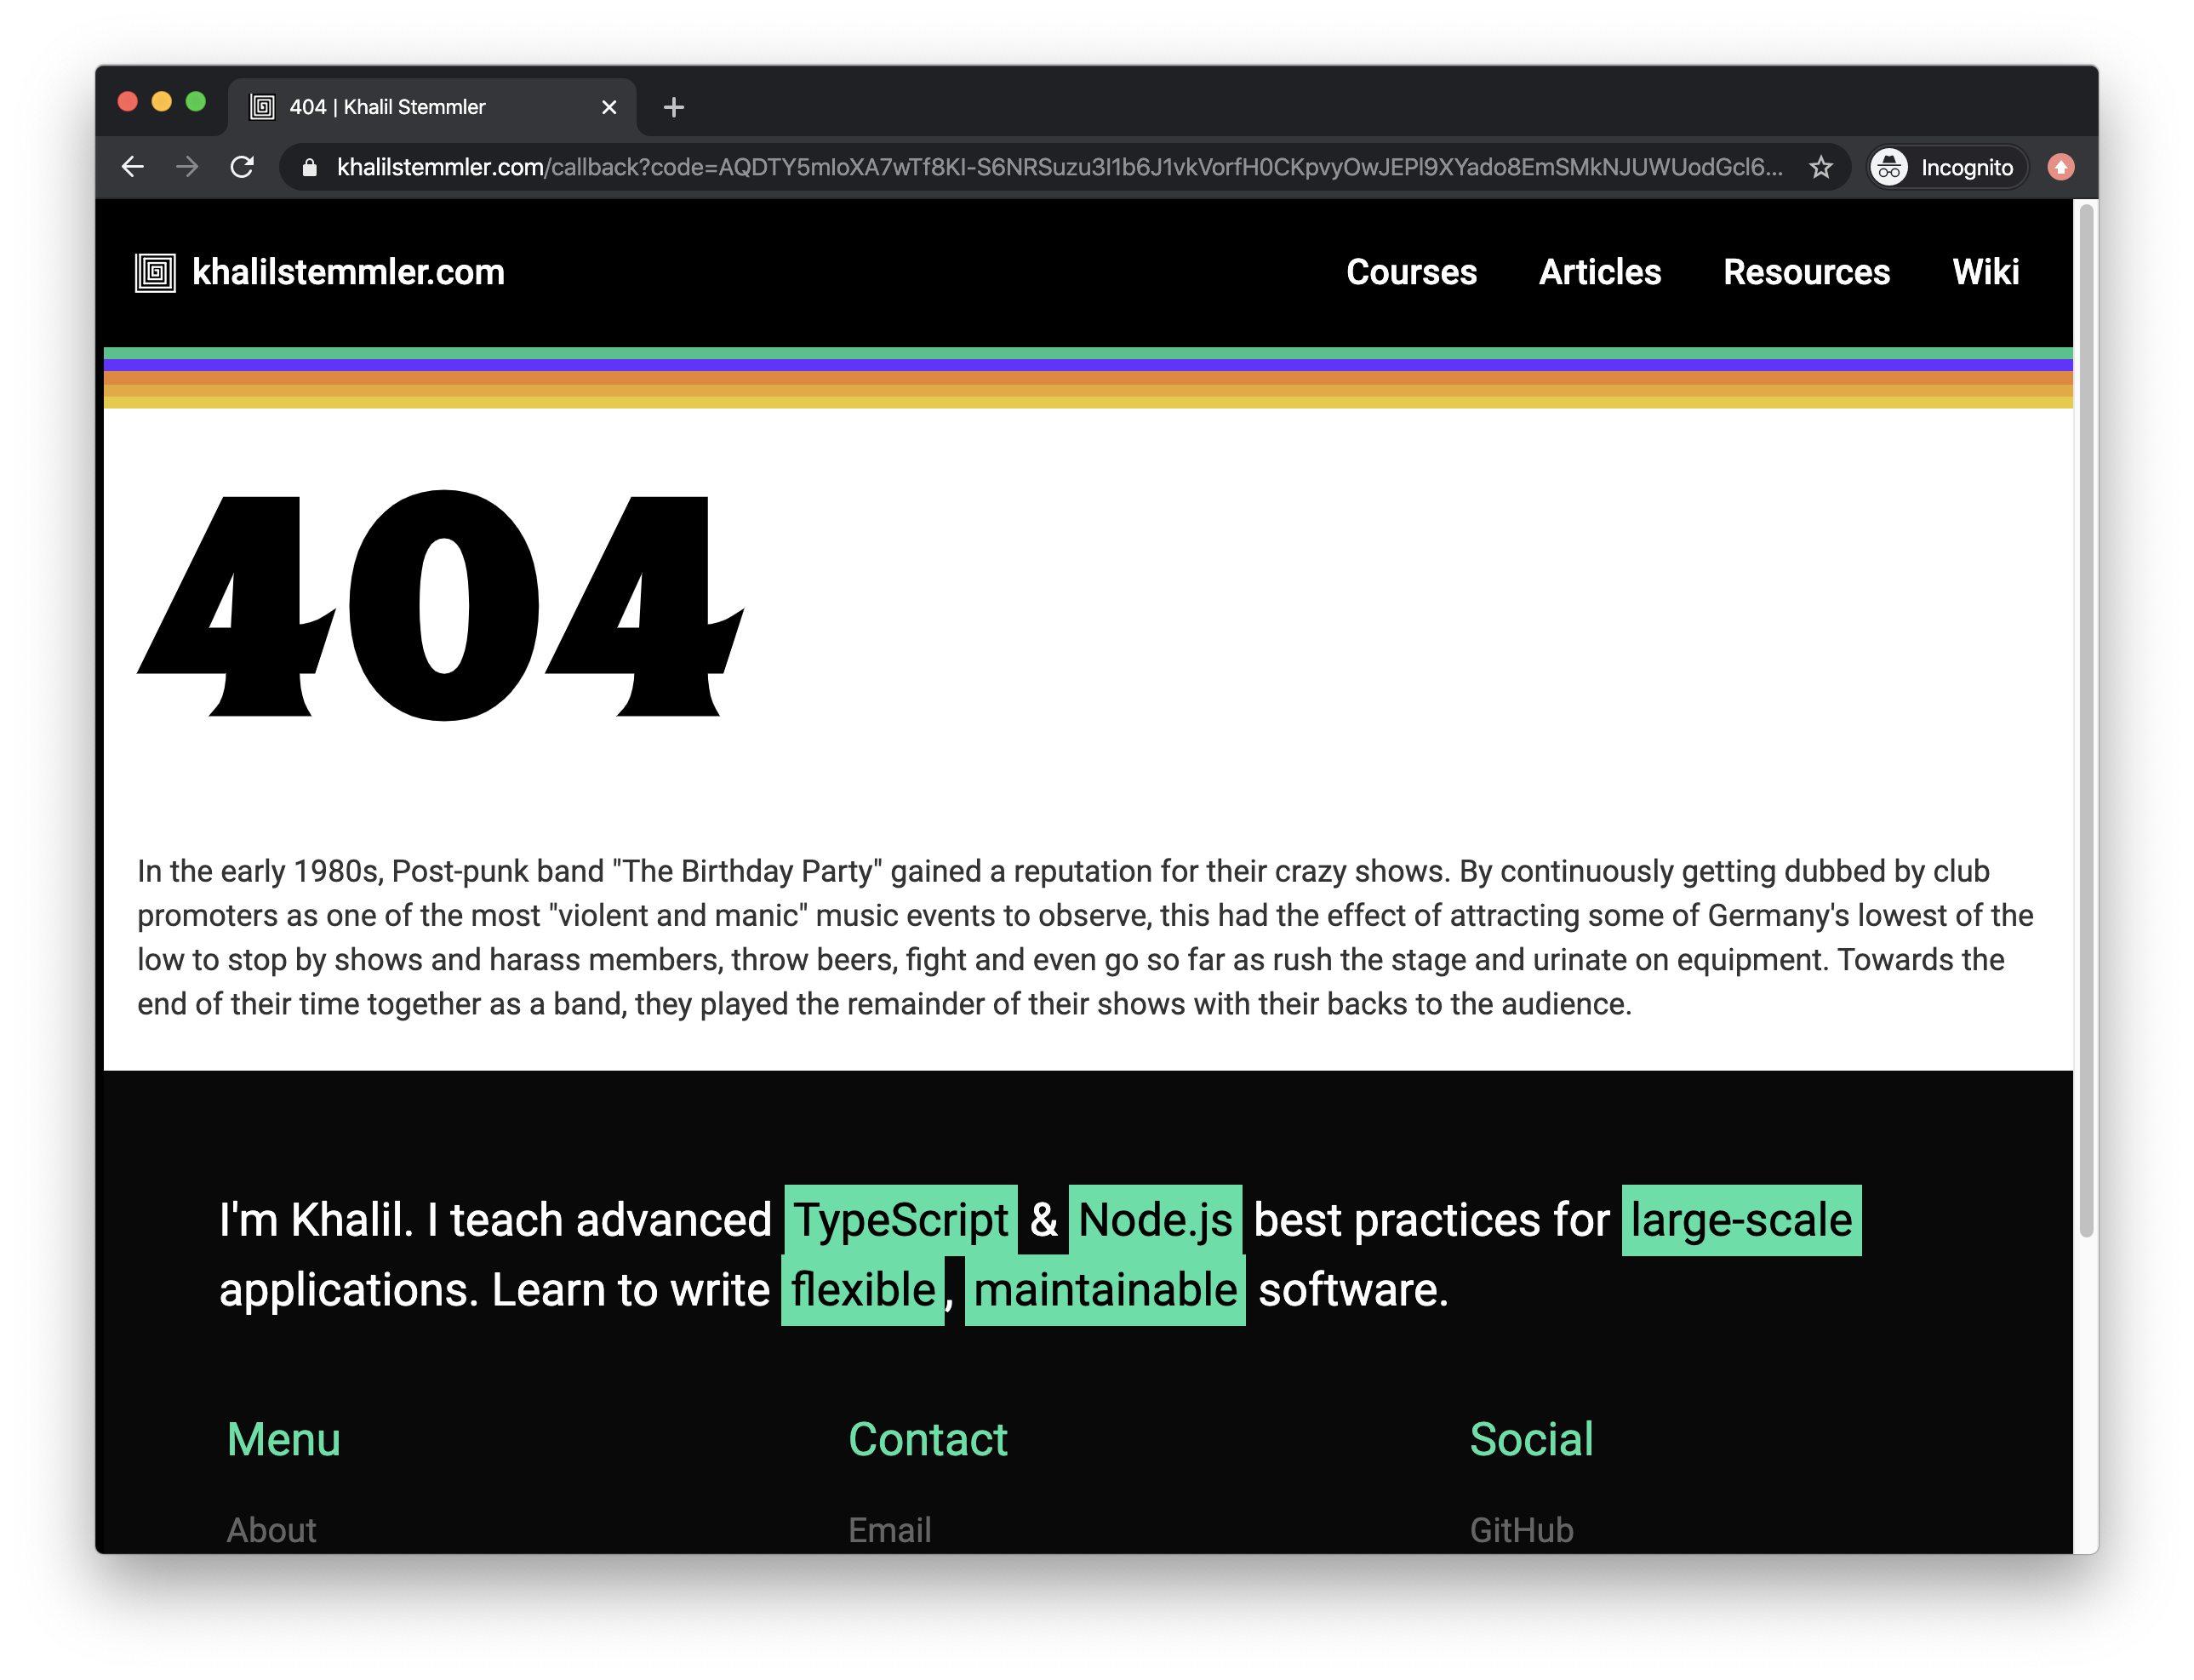 404 | Khalil Stemmler
khalilstemmler.com/callback?code=AQDTY5mloXA7wTf8KI-S6NRSuzu3I1b6J1vkVorfH0CKpvyOwJEPl9XYado8EmSMkNJUWUodGcl6...
Incognito
khalilstemmler.com
Courses Articles Resources Wiki
404
In the early 1980s, Post-punk band "The Birthday Party" gained a reputation for their crazy shows. By continuously getting dubbed by club
promoters as one of the most "violent and manic" music events to observe, this had the effect of attracting some of Germany's lowest of the
low to stop by shows and harass members, throw beers, fight and even go so far as rush the stage and urinate on equipment. Towards the
end of their time together as a band, they played the remainder of their shows with their backs to the audience.
I'm Khalil. I teach advanced TypeScript & Node.js best practices for large-scale
applications. Learn to write flexible, maintainable software.
Menu Contact Social
About Email GitHub